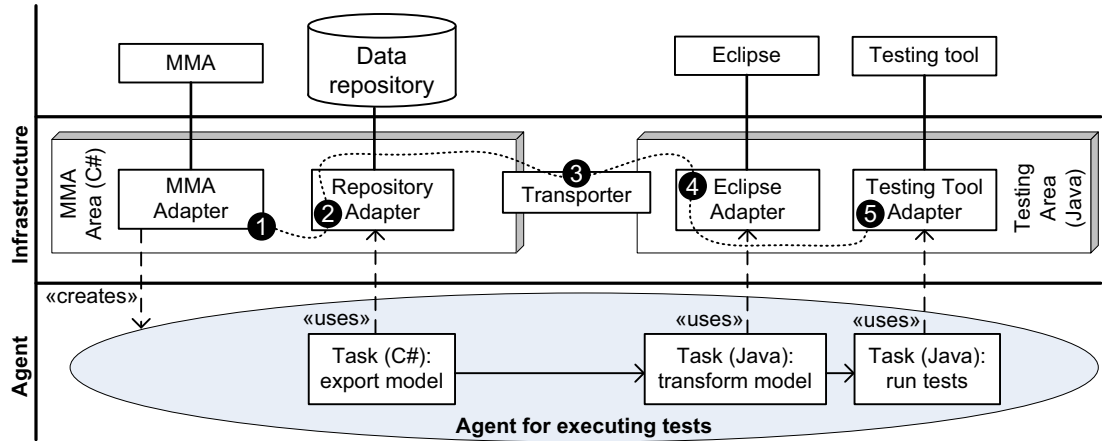 MMA
Data
repository
Eclipse
Testing tool
Infrastructure
MMA
Area (C#)
MMA
Adapter
1
2
Repository
Adapter
3
Transporter
4
Eclipse
Adapter
Testing Tool
Adapter
5
Testing
Area
(Java)
«creates»
«uses»
«uses»
«uses»
Agent
Task (C#):
export model
Task (Java):
transform model
Task (Java):
run tests
Agent for executing tests